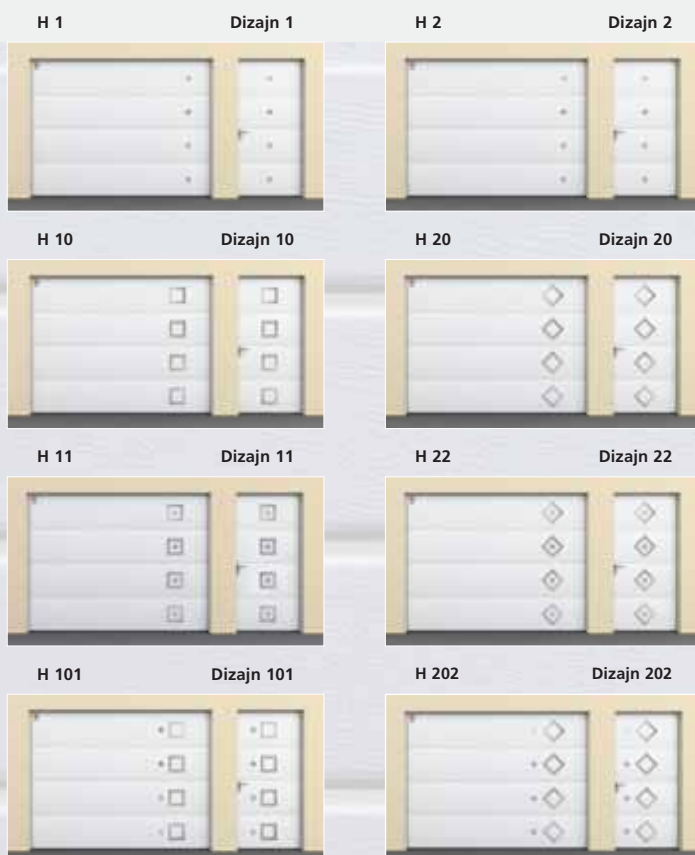 H 1 Dizajn 1 H 2 Dizajn 2
H 10 Dizajn 10 H 20 Dizajn 20
H 11 Dizajn 11 H 22 Dizajn 22
H 101 Dizajn 101 H 202 Dizajn 202